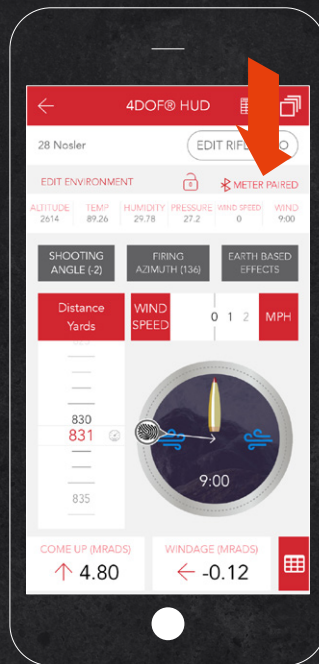 4DOF® HUD
28 Nosler
EDIT RIFL O
EDIT ENVIRONMENT METER PAIRED
ALTITUDE TEMP HUMIDITY PRESSURE WIND SPEED WIND
2614 89.26 29.78 27.2 0 9:00
SHOOTING ANGLE (-2)
FIRING AZIMUTH (136)
EARTH BASED EFFECTS
Distance
Yards
WIND
SPEED
0 1 2 MPH
830
831
835
9:00
COME UP (MRADS) WINDAGE (MRADS)
↑ 4.80 ← -0.12